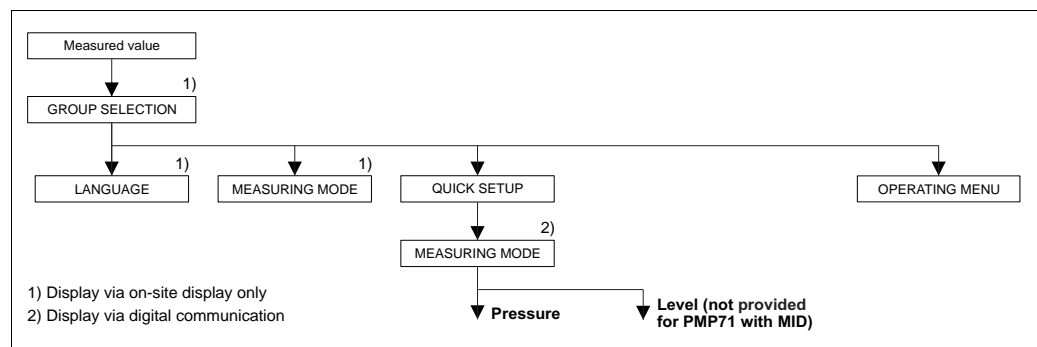 Measured value
1)
GROUP SELECTION
1)
1)
LANGUAGE
MEASURING MODE
QUICK SETUP
OPERATING MENU
2)
MEASURING MODE
1) Display via on-site display only
2) Display via digital communication
Pressure
Level (not provided
for PMP71 with MID)